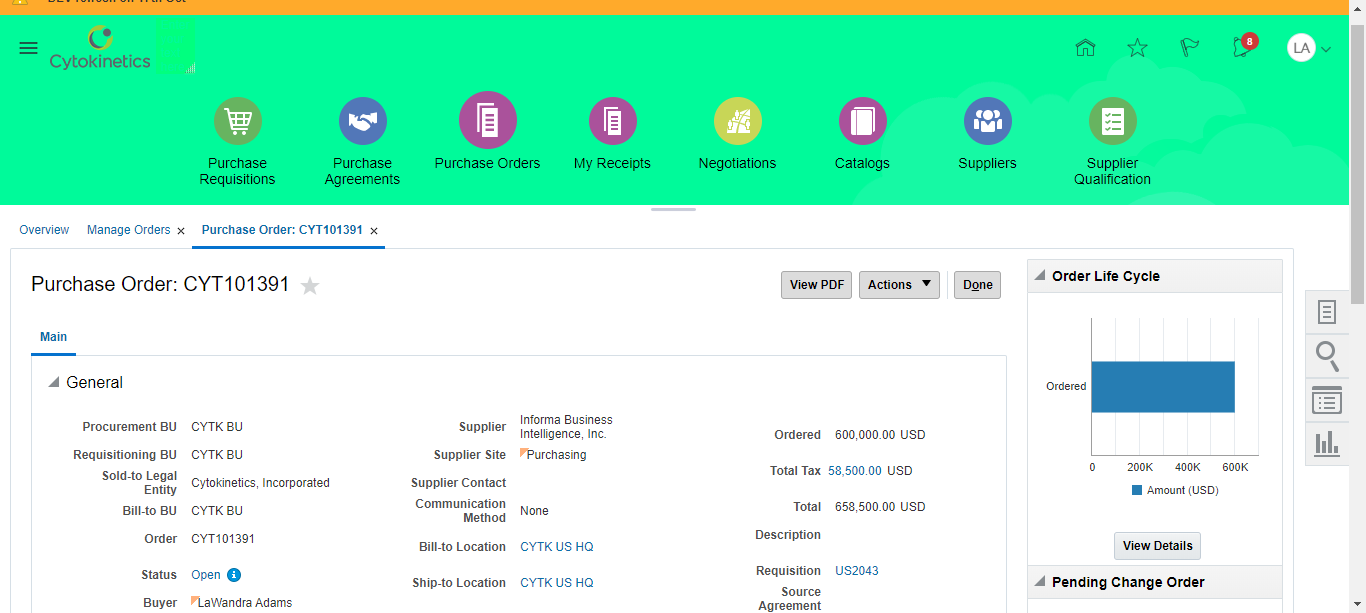 DEV refresh on 17th Oct
Cytokinetics
8
LA
Purchase Requisitions
Purchase Agreements
Purchase Orders
My Receipts
Negotiations
Catalogs
Suppliers
Supplier Qualification
Overview
Manage Orders ×
Purchase Order: CYT101391 ×
Purchase Order: CYT101391
View PDF
Actions
Done
Main
General
Procurement BU CYTK BU
Requisitioning BU CYTK BU
Sold-to Legal
Entity Cytokinetics, Incorporated
Bill-to BU CYTK BU
Order CYT101391
Status Open
Buyer LaWandra Adams
Supplier Informa Business
Intelligence, Inc.
Supplier Site Purchasing
Supplier Contact
Communication
Method None
Bill-to Location CYTK US HQ
Ship-to Location CYTK US HQ
Ordered 600,000.00 USD
Total Tax 58,500.00 USD
Total 658,500.00 USD
Description
Requisition US2043
Source
Agreement
Order Life Cycle
Ordered
0 200K 400K 600K
Amount (USD)
View Details
Pending Change Order